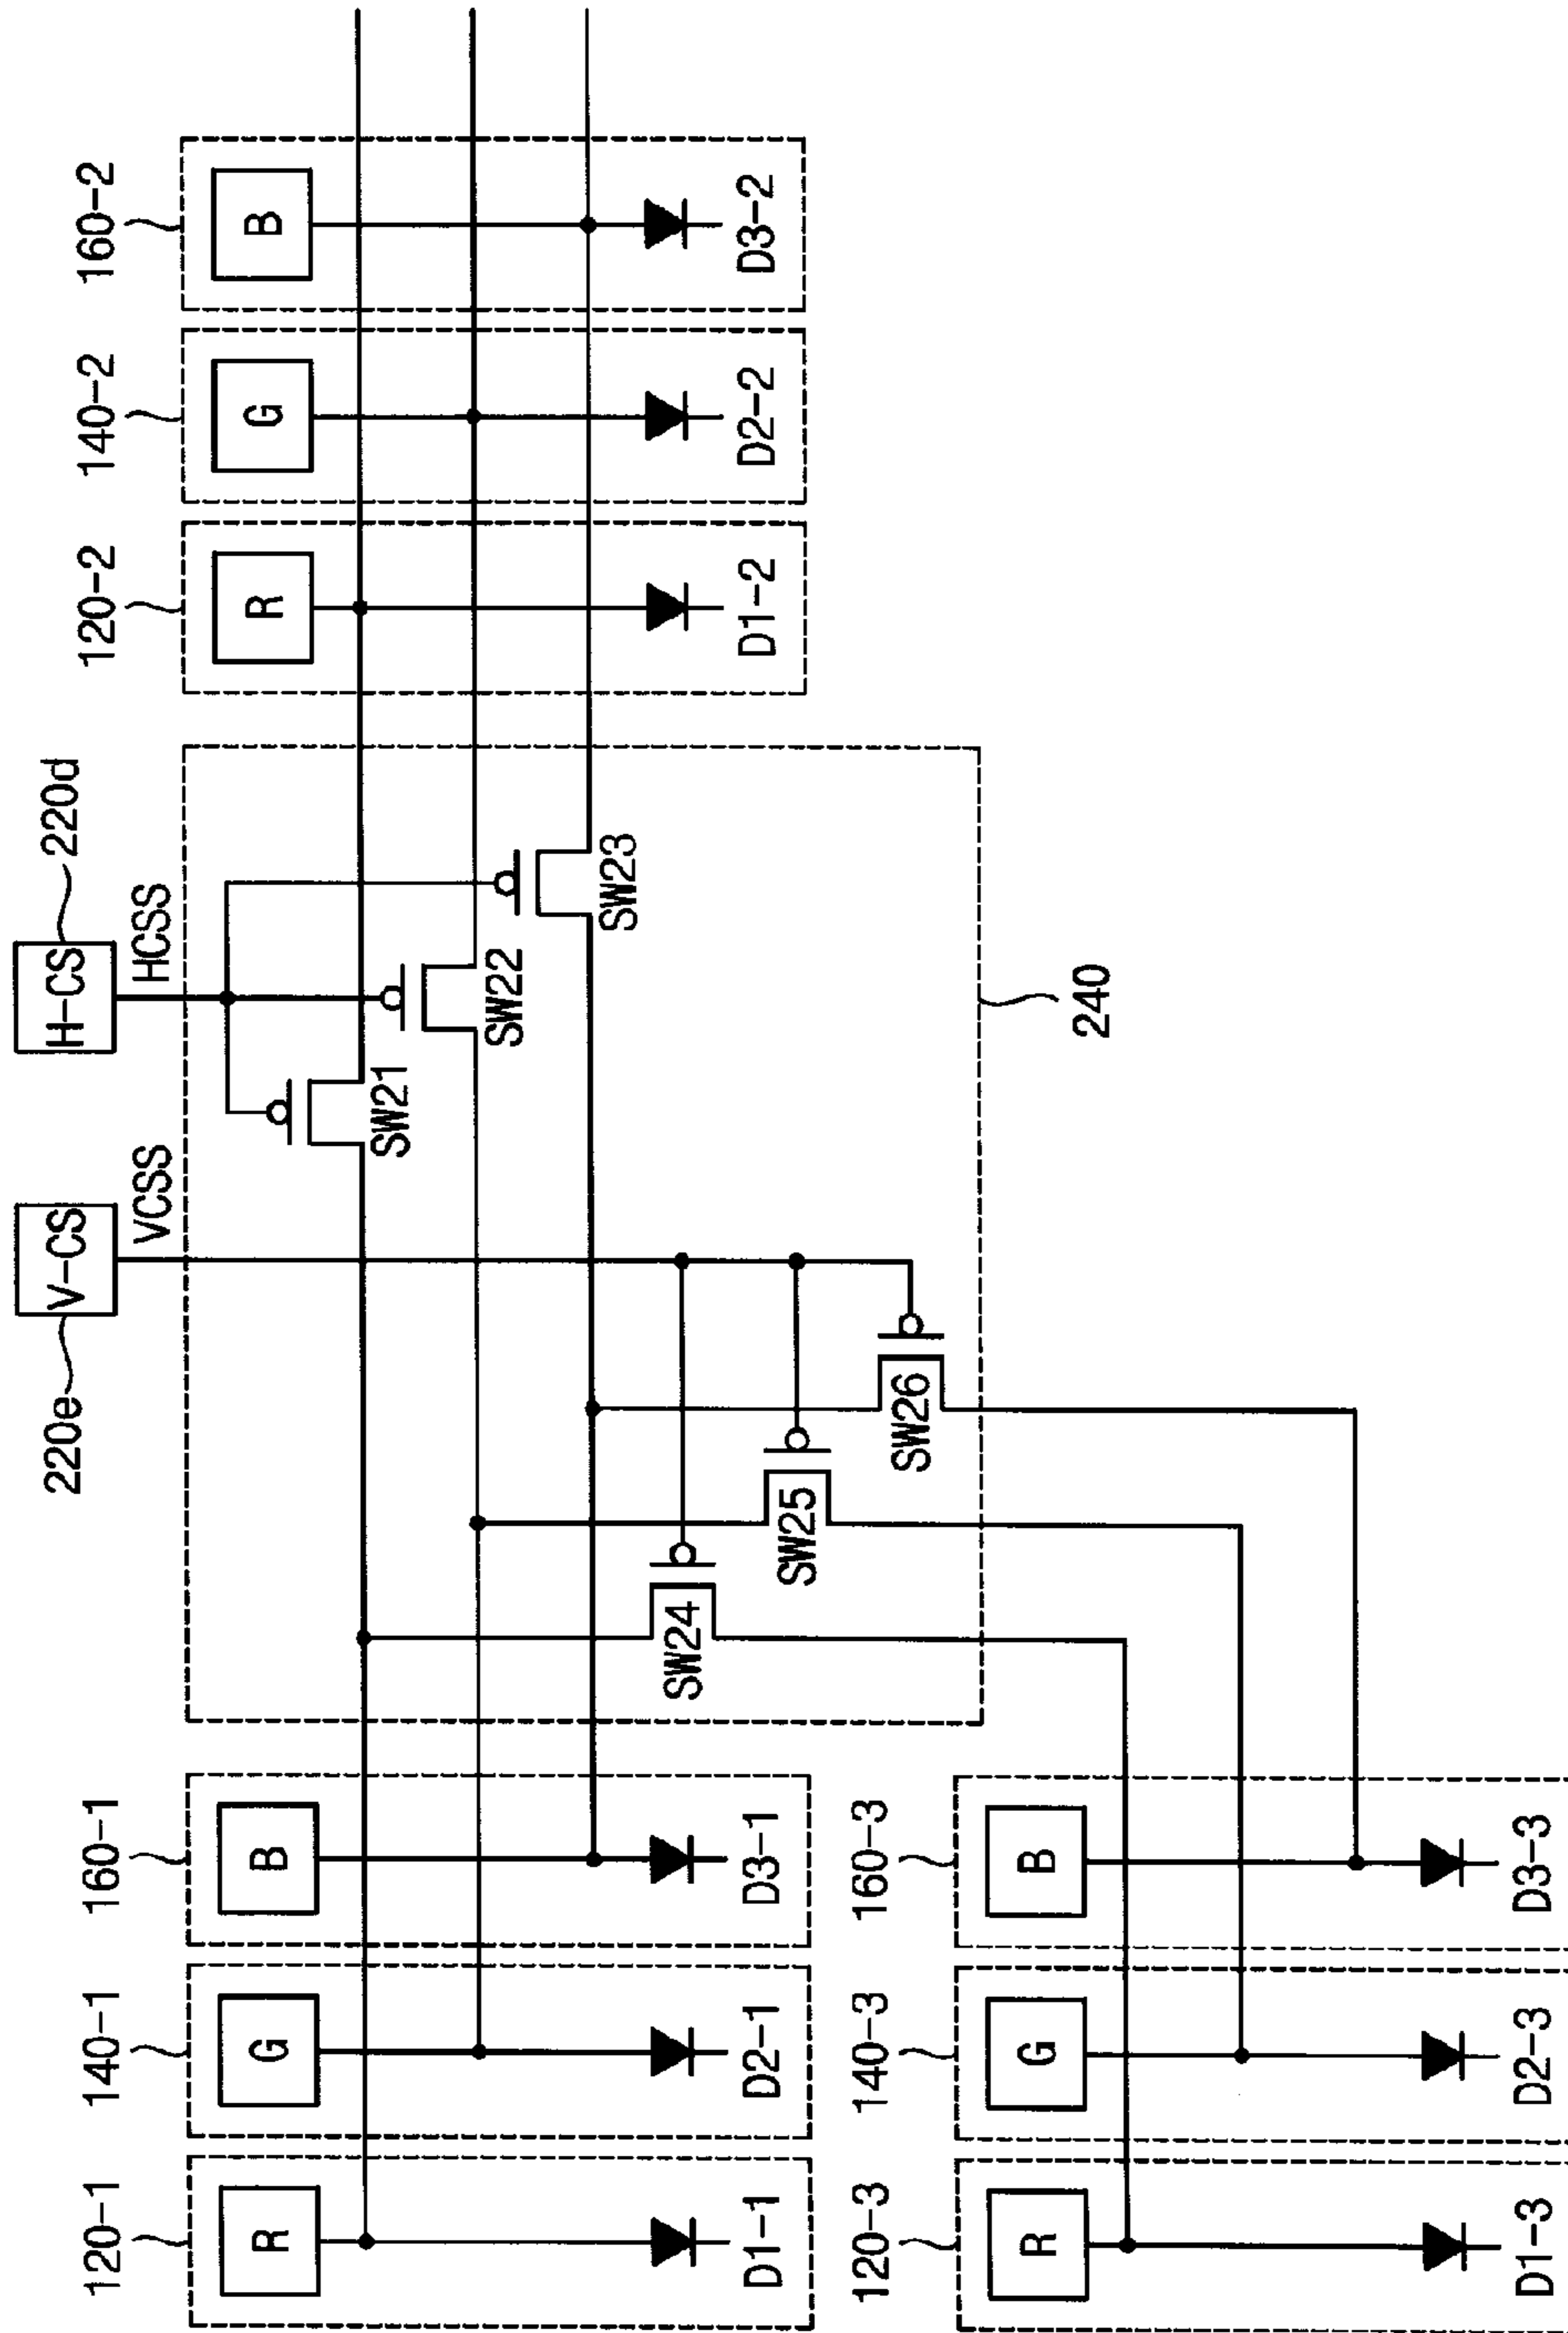 220e
V-CS
VCSS
H-CS
HCSS
220d
120-1
140-1
160-1
120-2
140-2
160-2
R
G
B
R
G
B
SW21
SW22
SW23
SW24
SW25
SW26
D1-1
D2-1
D3-1
D1-2
D2-2
D3-2
240
120-3
140-3
160-3
R
G
B
D1-3
D2-3
D3-3